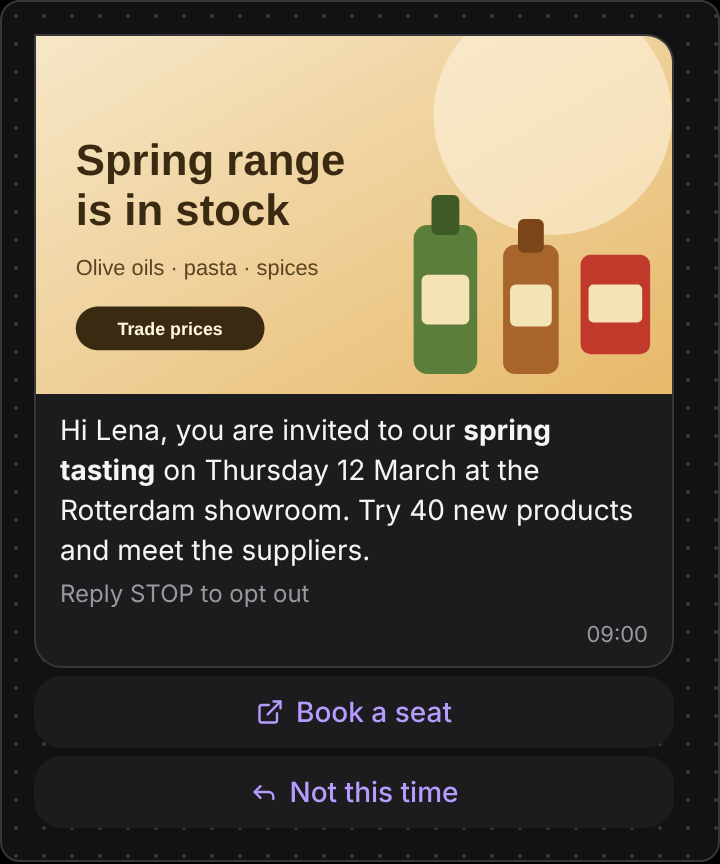 Spring range
is in stock
Olive oils · pasta · spices
Trade prices
Hi Lena, you are invited to our spring
tasting on Thursday 12 March at the
Rotterdam showroom. Try 40 new products
and meet the suppliers.
Reply STOP to opt out
09:00
Book a seat
Not this time